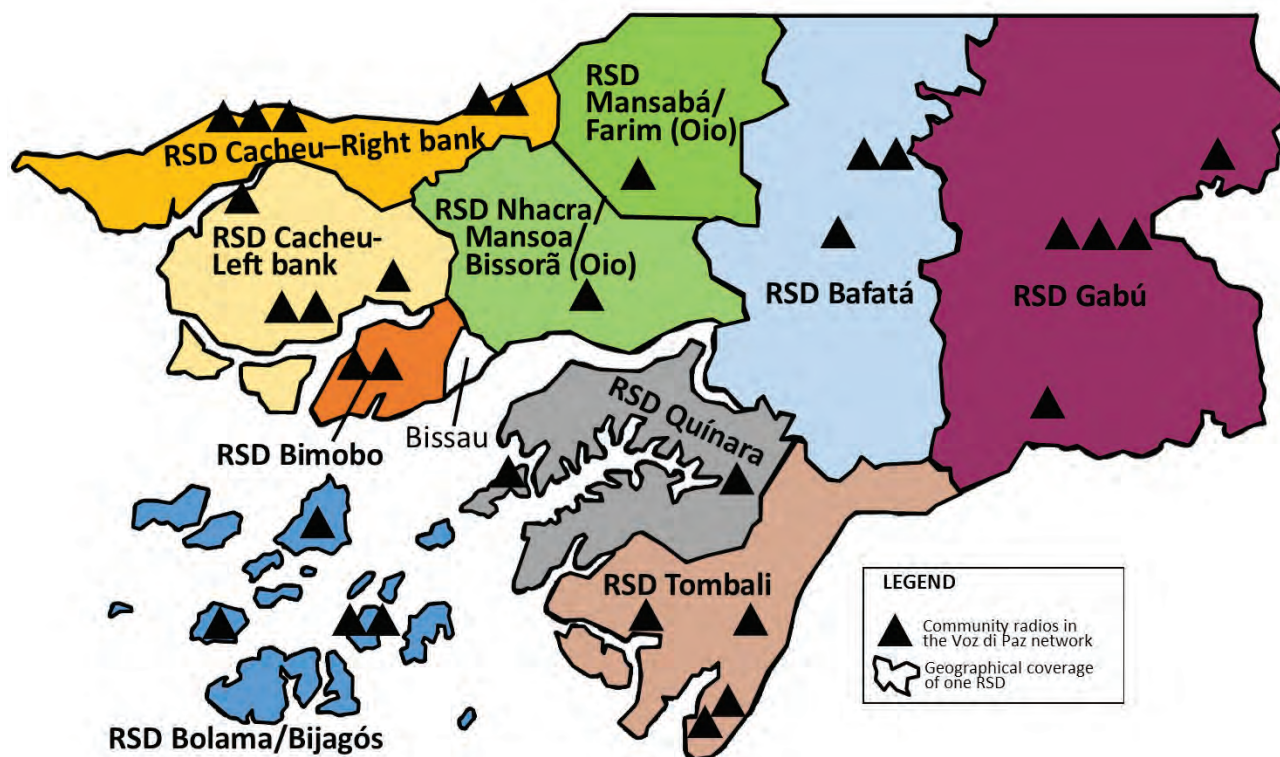 RSD
Mansabá/
Farim (Oio)
RSD Cacheu–Right bank
RSD Nhacra/
Mansoa/
Bissorã (Oio)
RSD Cacheu-
Left bank
RSD Bafatá
RSD Gabú
RSD Quínara
Bissau
RSD Bimobo
RSD Tombali
RSD Bolama/Bijagós
LEGEND
Community radios in
the Voz di Paz network
Geographical coverage
of one RSD